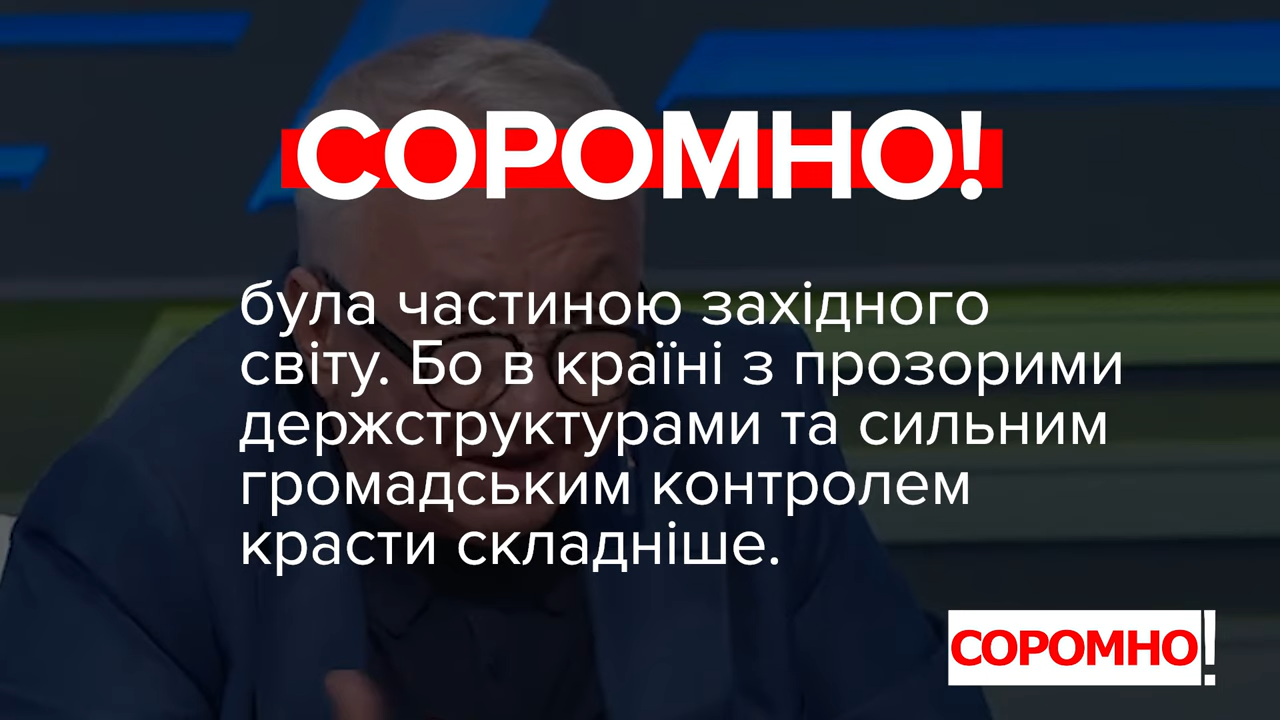 СОРОМНО!
була частиною західного
світу. Бо в країні з прозорими
держструктурами та сильним
громадським контролем
красти складніше.
СОРОМНО!